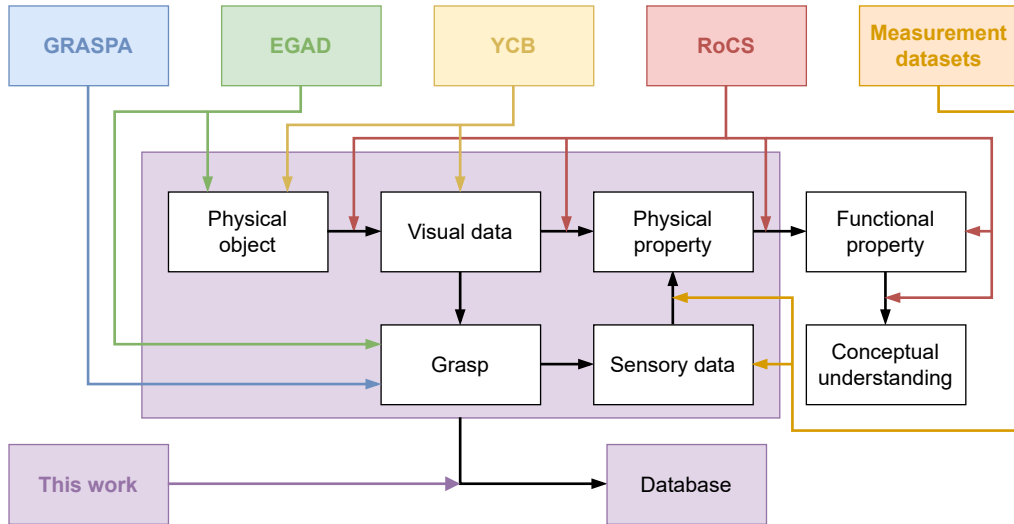 GRASPA
EGAD
YCB
RoCS
Measurement
datasets
Physical
object
Visual data
Physical
property
Functional
property
Grasp
Sensory data
Conceptual
understanding
This work
Database